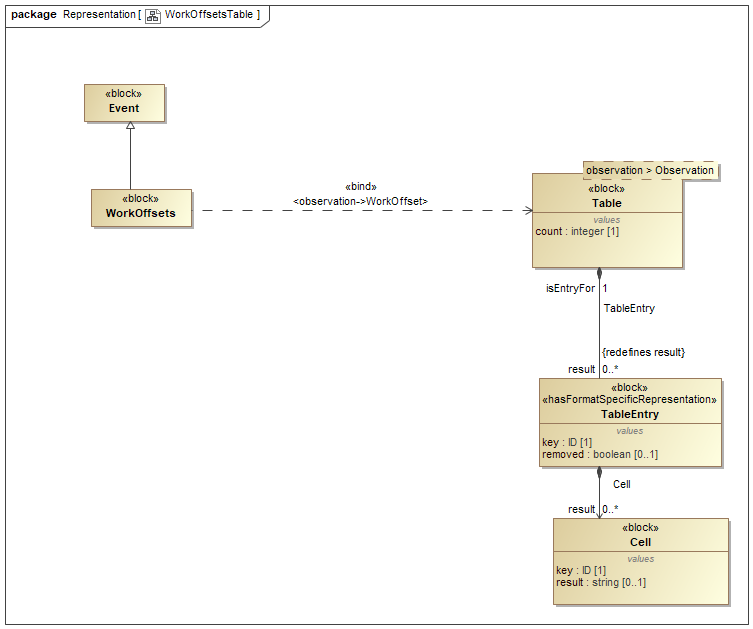 package Representation [ WorkOffsetsTable ]
«block»
Event
«block»
WorkOffsets
«bind»
<observation->WorkOffset>
observation > Observation
«block»
Table
values
count : integer [1]
isEntryFor 1
TableEntry
{redefines result}
result 0..*
«block»
«hasFormatSpecificRepresentation»
TableEntry
values
key : ID [1]
removed : boolean [0..1]
Cell
result 0..*
«block»
Cell
values
key : ID [1]
result : string [0..1]